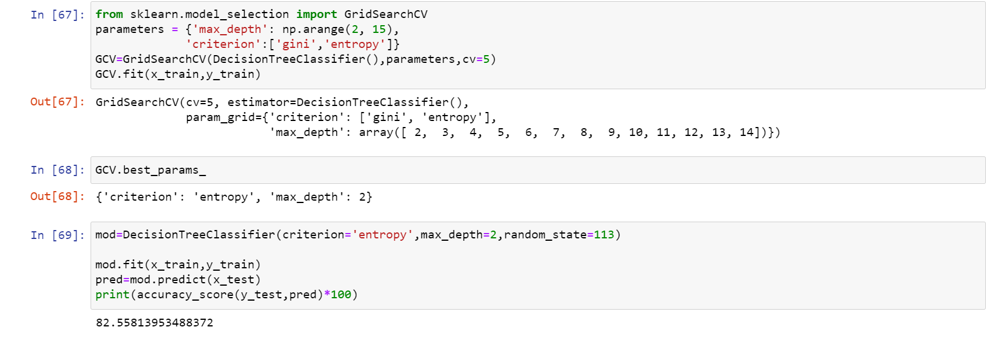 In [67]: from sklearn.model_selection import GridSearchCV
parameters = {'max_depth': np.arange(2, 15),
'criterion':['gini','entropy']}
GCV=GridSearchCV(DecisionTreeClassifier(),parameters,cv=5)
GCV.fit(x_train,y_train)
Out[67]: GridSearchCV(cv=5, estimator=DecisionTreeClassifier(),
param_grid={'criterion': ['gini', 'entropy'],
'max_depth': array([ 2,  3,  4,  5,  6,  7,  8,  9, 10, 11, 12, 13, 14])})
In [68]: GCV.best_params_
Out[68]: {'criterion': 'entropy', 'max_depth': 2}
In [69]: mod=DecisionTreeClassifier(criterion='entropy',max_depth=2,random_state=113)
mod.fit(x_train,y_train)
pred=mod.predict(x_test)
print(accuracy_score(y_test,pred)*100)
82.55813953488372